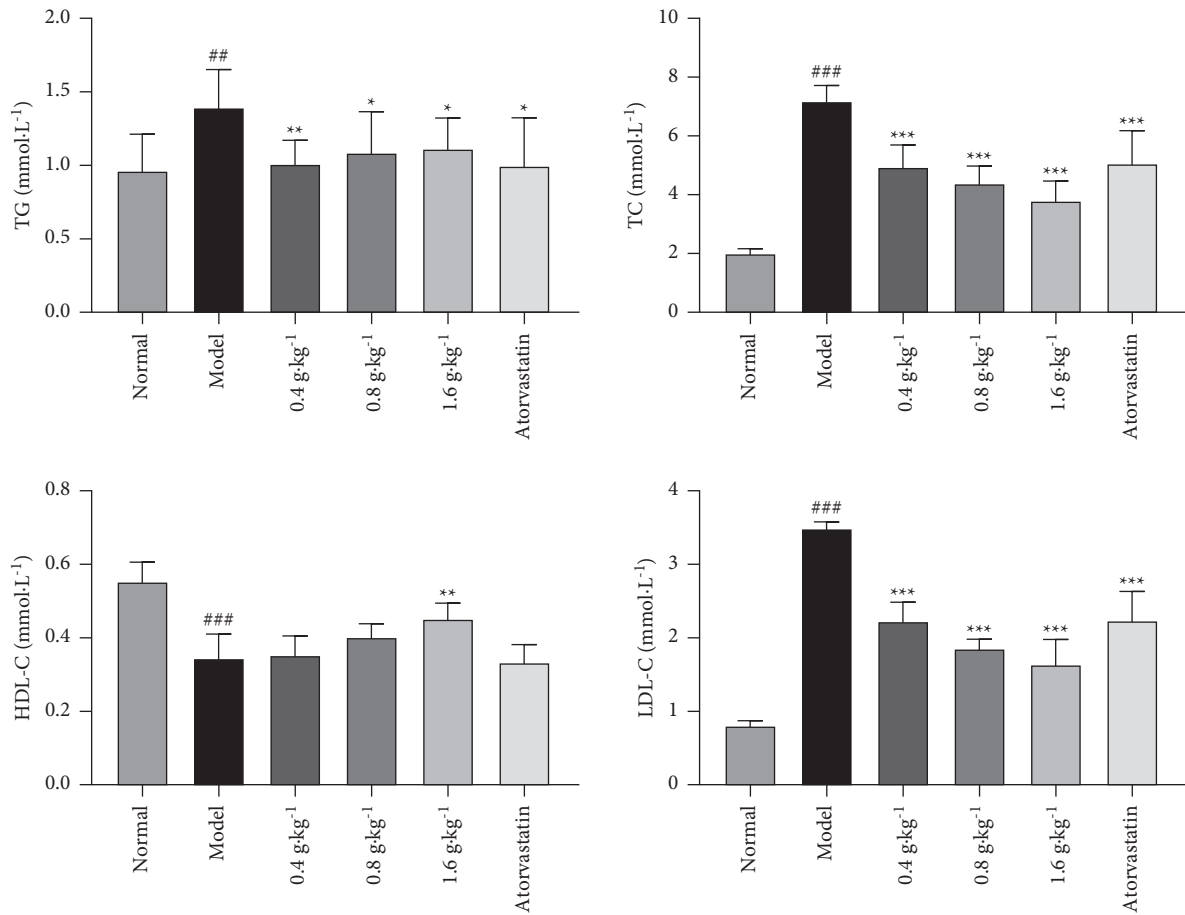 TG (mmol·L⁻¹)
2.0
1.5
1.0
0.5
0.0
##
**
*
*
*
Normal
Model
0.4 g·kg⁻¹
0.8 g·kg⁻¹
1.6 g·kg⁻¹
Atorvastatin
TC (mmol·L⁻¹)
10
8
6
4
2
0
###
***
***
***
***
Normal
Model
0.4 g·kg⁻¹
0.8 g·kg⁻¹
1.6 g·kg⁻¹
Atorvastatin
HDL-C (mmol·L⁻¹)
0.8
0.6
0.4
0.2
0.0
###
**
Normal
Model
0.4 g·kg⁻¹
0.8 g·kg⁻¹
1.6 g·kg⁻¹
Atorvastatin
LDL-C (mmol·L⁻¹)
4
3
2
1
0
###
***
***
***
***
Normal
Model
0.4 g·kg⁻¹
0.8 g·kg⁻¹
1.6 g·kg⁻¹
Atorvastatin